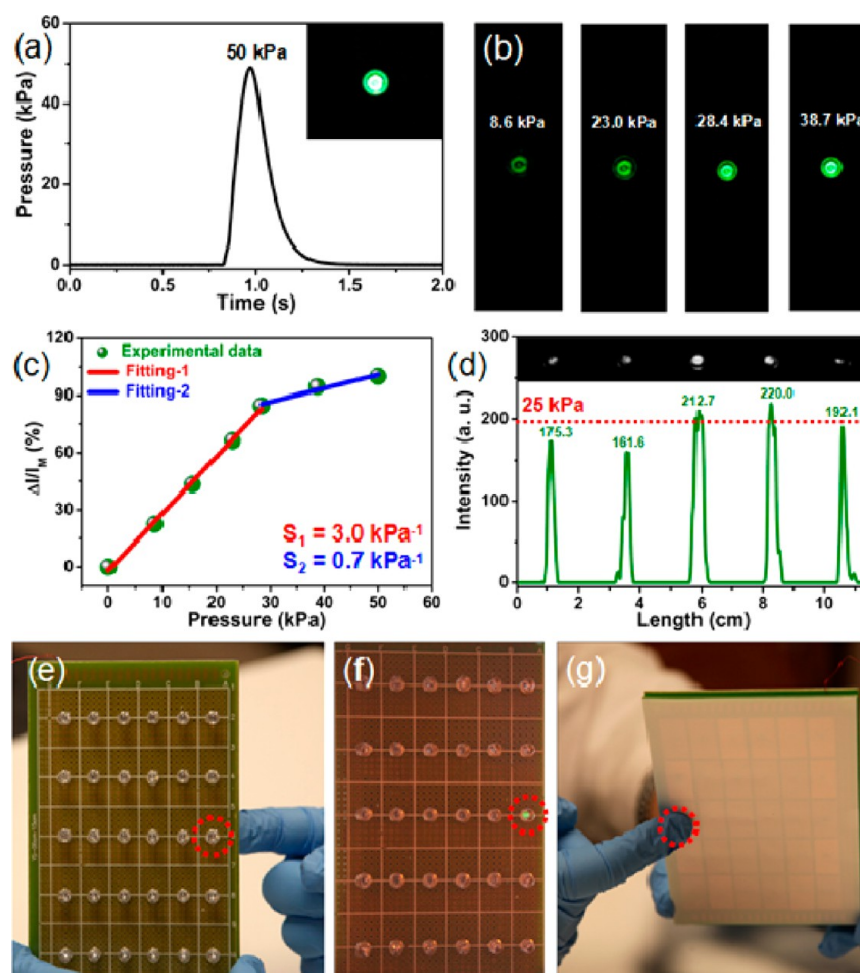 (a)
60
50 kPa
40
20
0
Pressure (kPa)
0.0 0.5 1.0 1.5 2.0
Time (s)
(b)
8.6 kPa
23.0 kPa
28.4 kPa
38.7 kPa
(c)
120
90
60
30
0
ΔI/I_M (%)
Experimental data
Fitting-1
Fitting-2
S₁ = 3.0 kPa⁻¹
S₂ = 0.7 kPa⁻¹
0 10 20 30 40 50 60
Pressure (kPa)
(d)
300
200
100
0
Intensity (a. u.)
25 kPa
175.3
161.6
212.7
220.0
192.1
0 2 4 6 8 10
Length (cm)
(e)
(f)
(g)